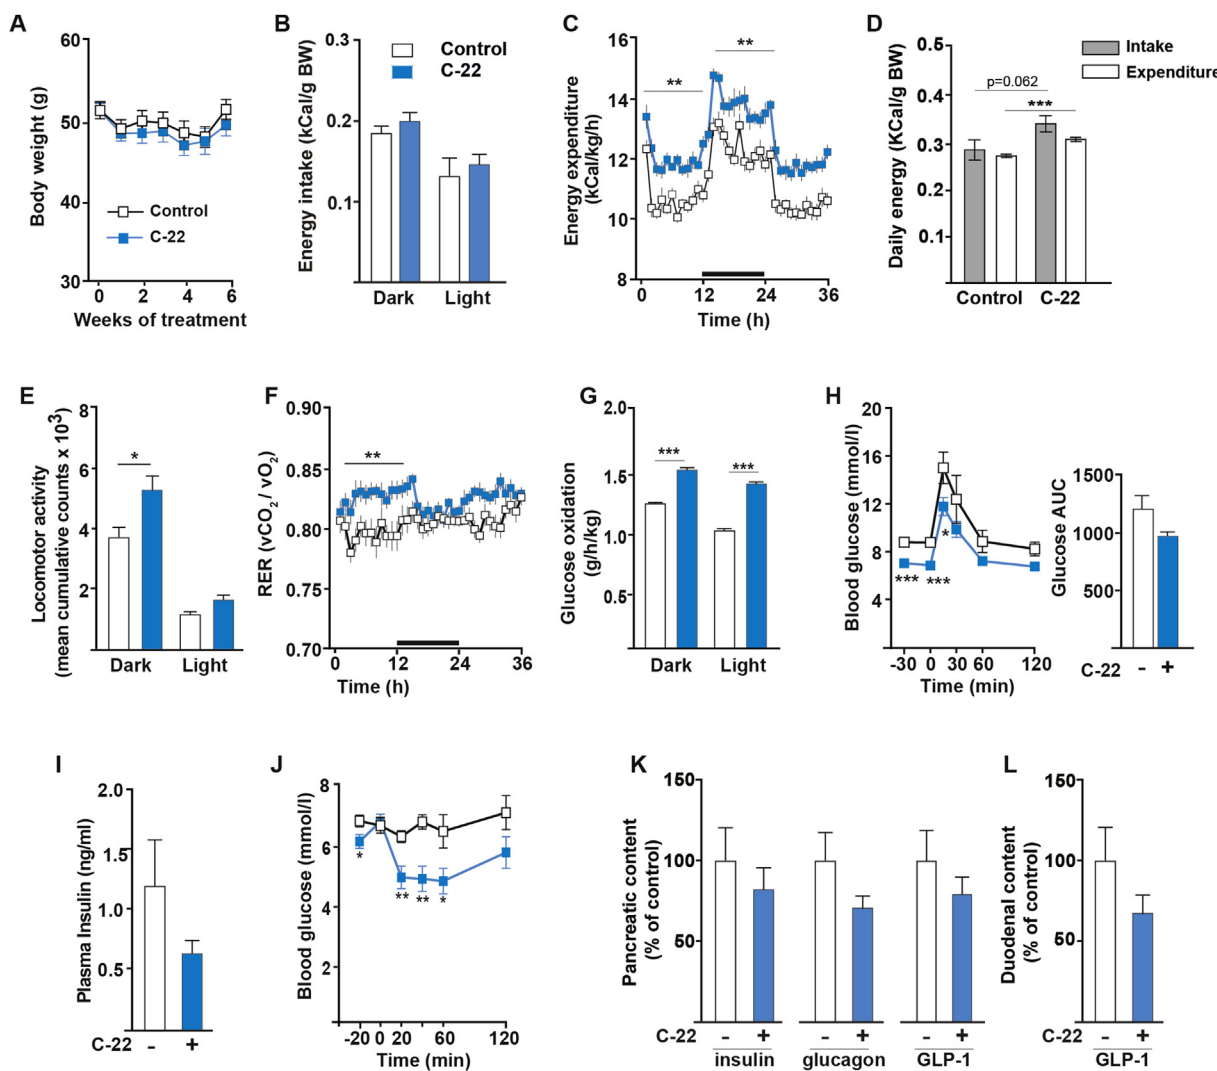 A
Body weight (g)
60
50
40
30
Control
C-22
0 2 4 6
Weeks of treatment
B
Energy intake (kCal/g BW)
0.3
0.2
0.1
Control
C-22
Dark Light
C
Energy expenditure
(kCal/kg/h)
16
14
12
10
8
**
**
0 12 24 36
Time (h)
D
Daily energy (KCal/g BW)
0.5
0.4
0.3
0.2
0.1
Intake
Expenditure
p=0.062
***
Control C-22
E
Locomotor activity
(mean cumulative counts x 10³)
8
6
4
2
*
Dark Light
F
RER (vCO₂ / vO₂)
0.90
0.85
0.80
0.70
**
0 12 24 36
Time (h)
G
Glucose oxidation
(g/h/kg)
2.0
1.5
1.0
0.5
***
***
Dark Light
H
Blood glucose (mmol/l)
20
16
12
8
4
*
*** ***
-30 0 30 60 120
Time (min)
Glucose AUC
1500
1000
500
C-22 - +
I
Plasma Insulin (ng/ml)
2.0
1.5
1.0
0.5
C-22 - +
J
Blood glucose (mmol/l)
8
6
4
2
*
** ** *
-20 0 20 60 120
Time (min)
K
Pancreatic content
(% of control)
150
100
50
C-22 - + - + - +
insulin glucagon GLP-1
L
Duodenal content
(% of control)
150
100
50
C-22 - +
GLP-1